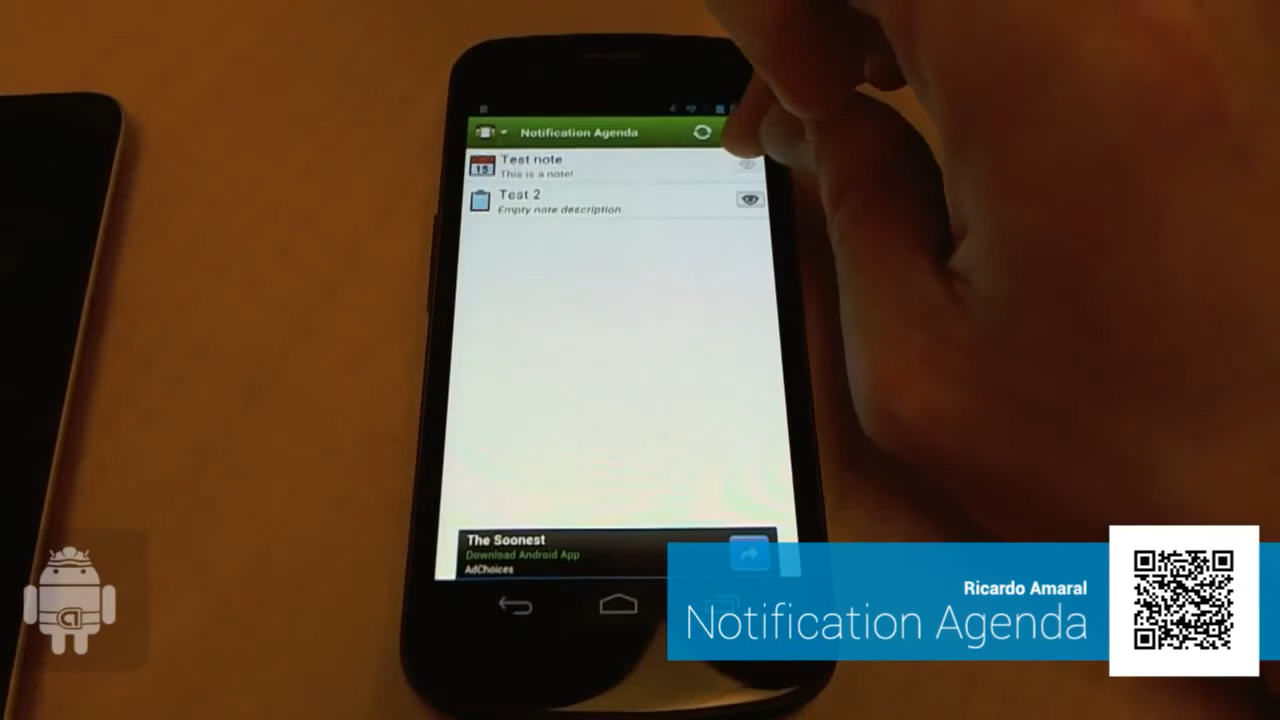 Notification Agenda
Test note
15
This is a note!
Test 2
Empty note description
The Soonest
Download Android App
AdChoices
Ricardo Amaral
Notification Agenda